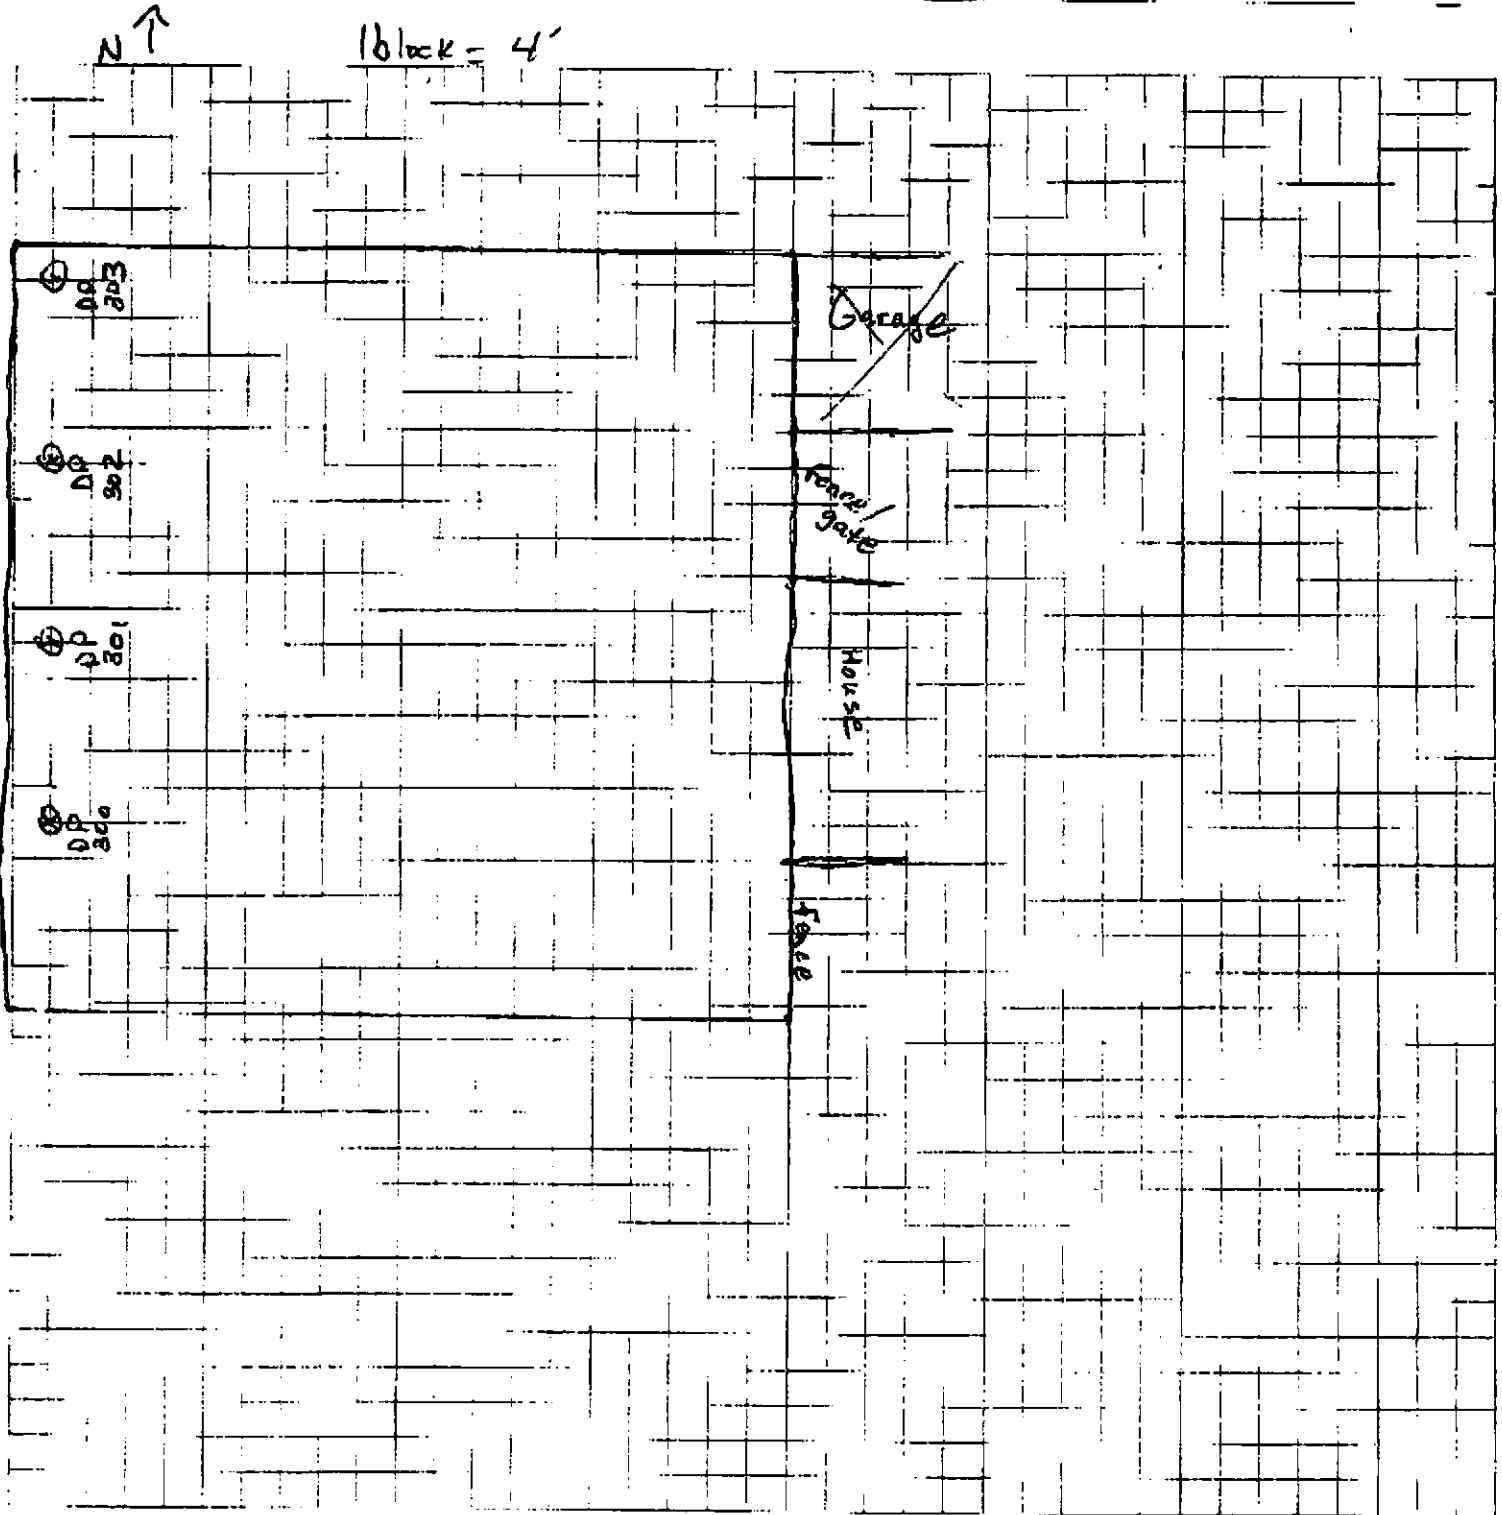 N ↑
1 block = 4'
DP
303
Garage
DP
302
fence/
gate
DP
301
House
DP
300
fence